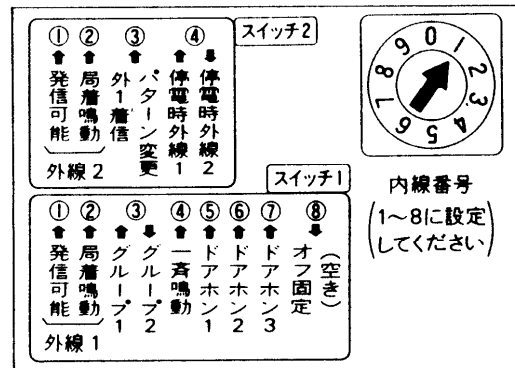 スイッチ2
① ② ③ ④
発信可能
局着鳴動
外1着信
パターン変更
停電時外線1
停電時外線2
外線2
スイッチ1
① ② ③ ④ ⑤ ⑥ ⑦ ⑧
発信可能
局着鳴動
グループ1
グループ2
一斉鳴動
ドアホン1
ドアホン2
ドアホン3
オフ固定
(空き)
外線1
0 1 2 3 4 5 6 7 8 9
内線番号
(1~8に設定
してください)